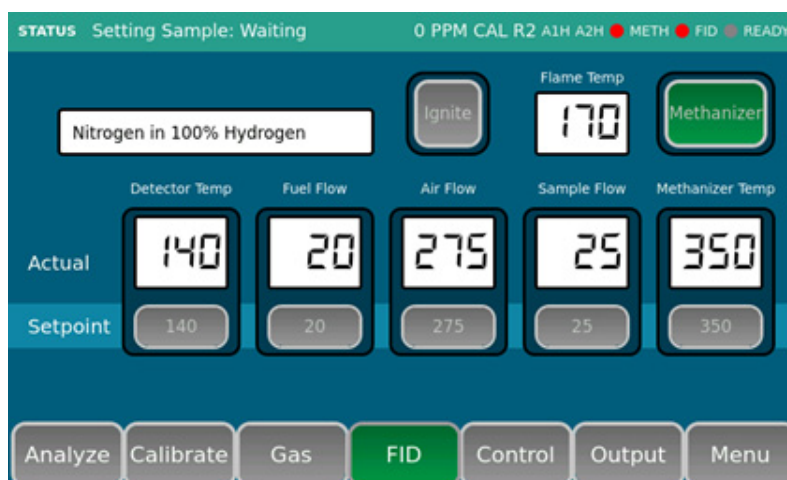 STATUS Setting Sample: Waiting 0 PPM CAL R2 A1H A2H METH FID READY
Flame Temp
Nitrogen in 100% Hydrogen Ignite 170 Methanizer
Detector Temp Fuel Flow Air Flow Sample Flow Methanizer Temp
Actual 140 20 275 25 350
Setpoint 140 20 275 25 350
Analyze Calibrate Gas FID Control Output Menu